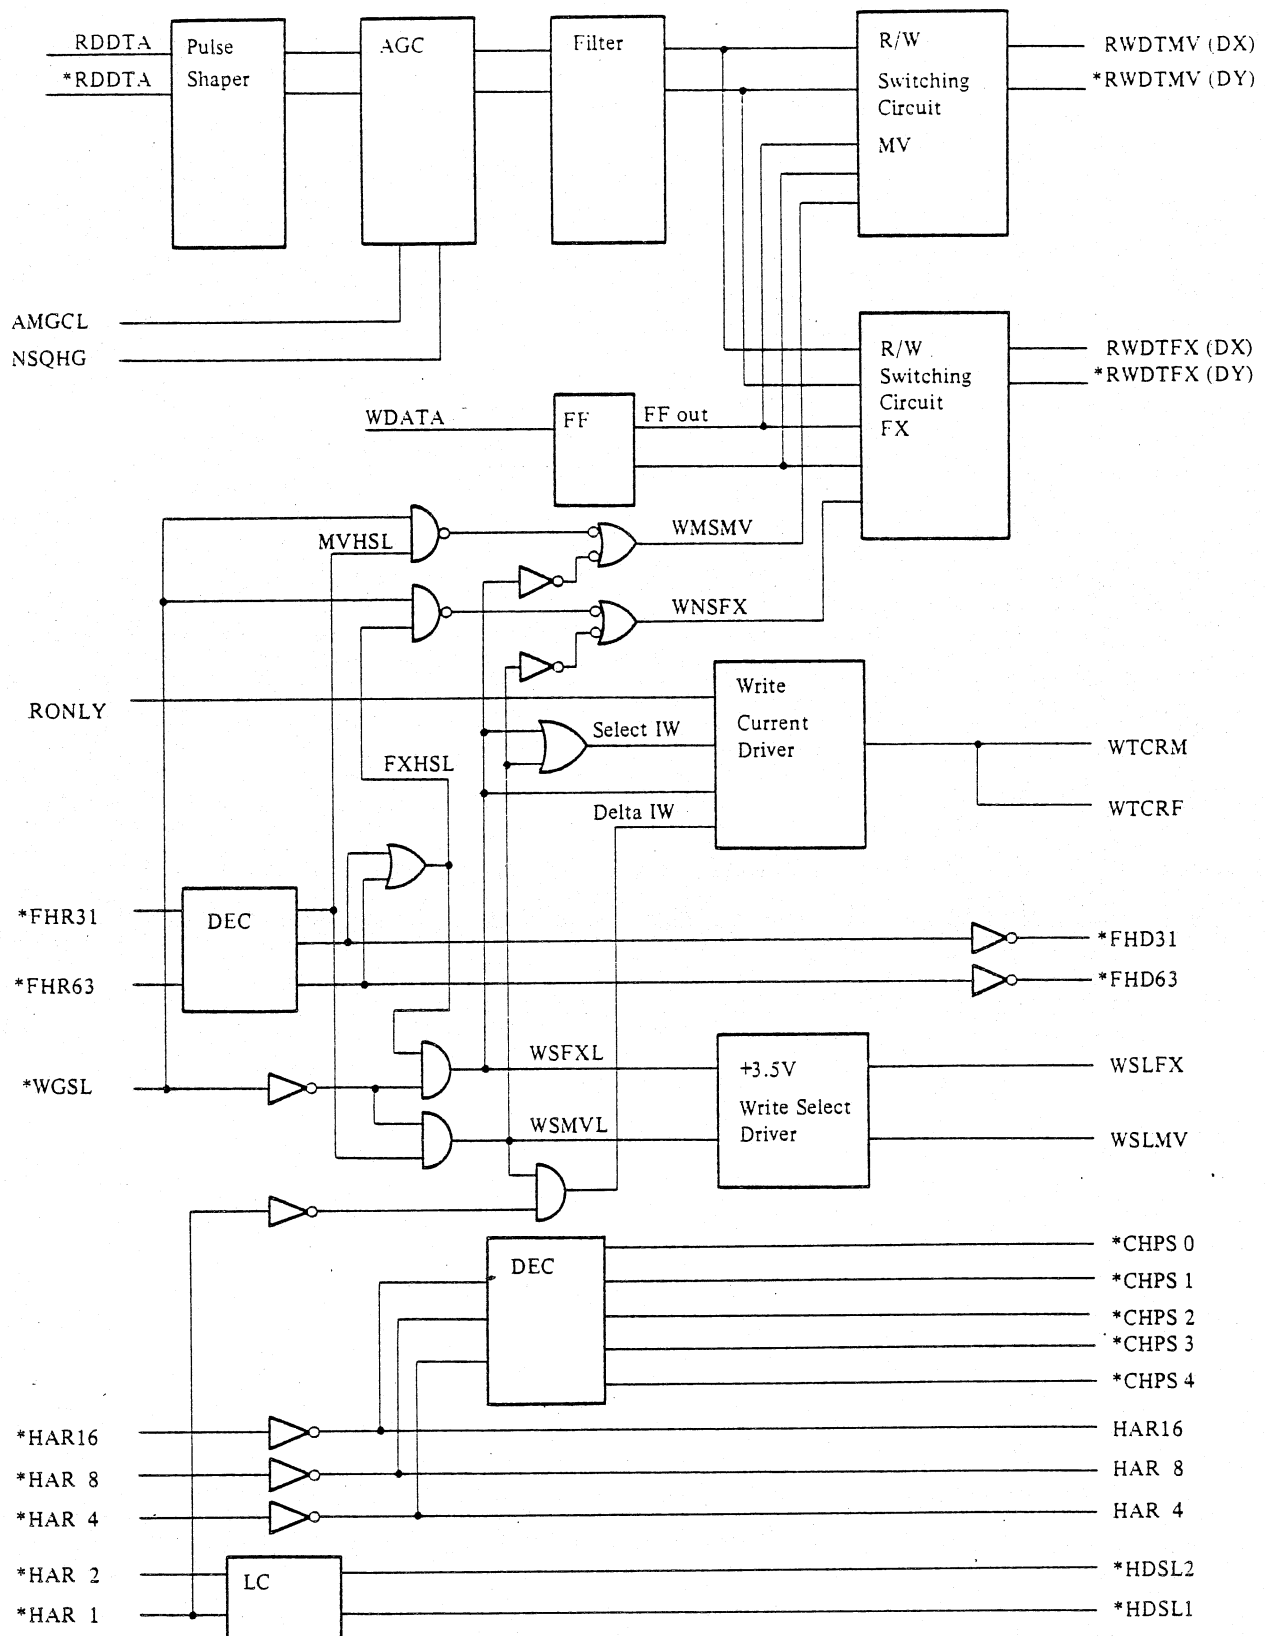 RDDTA
*RDDTA
Pulse
Shaper
AGC
Filter
R/W
Switching
Circuit
MV
RWDTMV (DX)
*RWDTMV (DY)
AMGCL
NSQHG
R/W
Switching
Circuit
FX
RWDTFX (DX)
*RWDTFX (DY)
WDATA
FF
FF out
MVHSL
WMSMV
WNSFX
RONLY
Write
Current
Driver
Select IW
FXHSL
Delta IW
WTCRM
WTCRF
*FHR31
*FHR63
DEC
*FHD31
*FHD63
*WGSL
WSFXL
WSMVL
+3.5V
Write Select
Driver
WSLFX
WSLMV
DEC
*CHPS 0
*CHPS 1
*CHPS 2
*CHPS 3
*CHPS 4
*HAR16
HAR16
*HAR 8
HAR 8
*HAR 4
HAR 4
*HAR 2
LC
*HDSL2
*HAR 1
*HDSL1